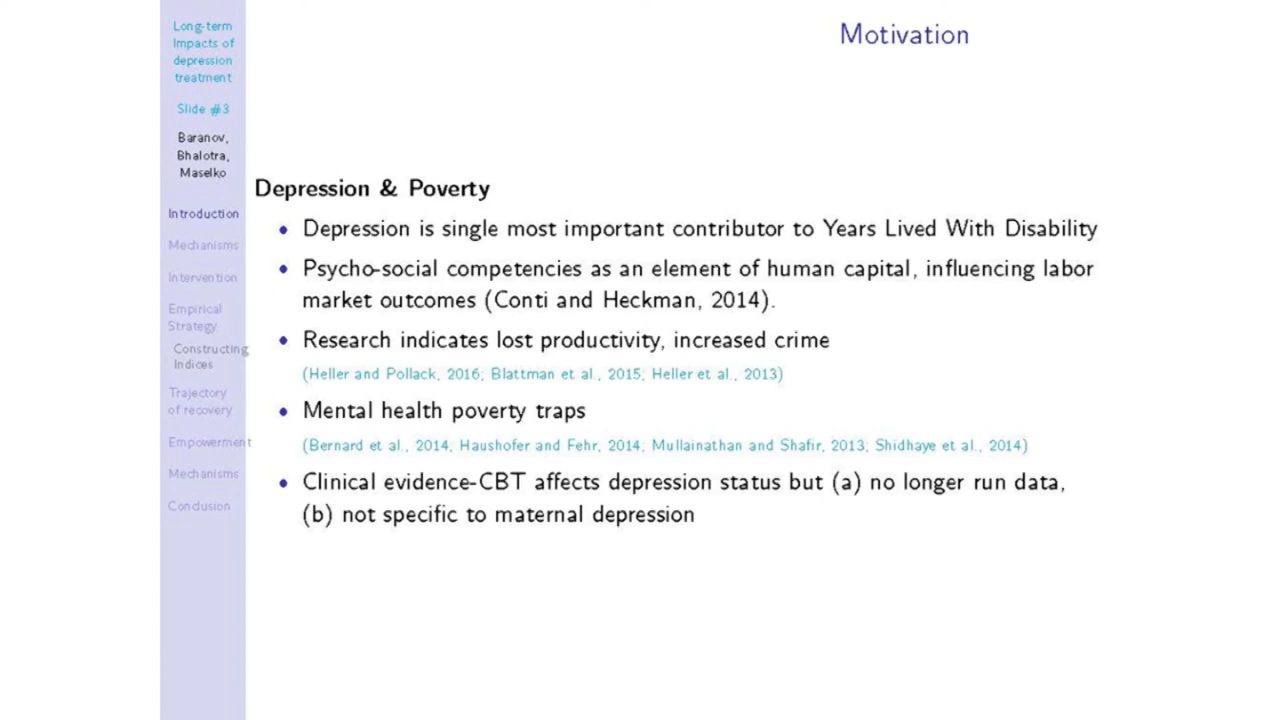 Long-term
Impacts of
depression
treatment
Slide #3
Baranov,
Bhalotra,
Maselko
Introduction
Mechanisms
Intervention
Empirical
Strategy
Constructing
Indices
Trajectory
of recovery
Empowerment
Mechanisms
Conclusion
Motivation
Depression & Poverty
• Depression is single most important contributor to Years Lived With Disability
• Psycho-social competencies as an element of human capital, influencing labor
market outcomes (Conti and Heckman, 2014).
• Research indicates lost productivity, increased crime
(Heller and Pollack, 2016; Blattman et al., 2015; Heller et al., 2013)
• Mental health poverty traps
(Bernard et al., 2014; Haushofer and Fehr, 2014; Mullainathan and Shafir, 2013; Shidhaye et al., 2014)
• Clinical evidence-CBT affects depression status but (a) no longer run data,
(b) not specific to maternal depression